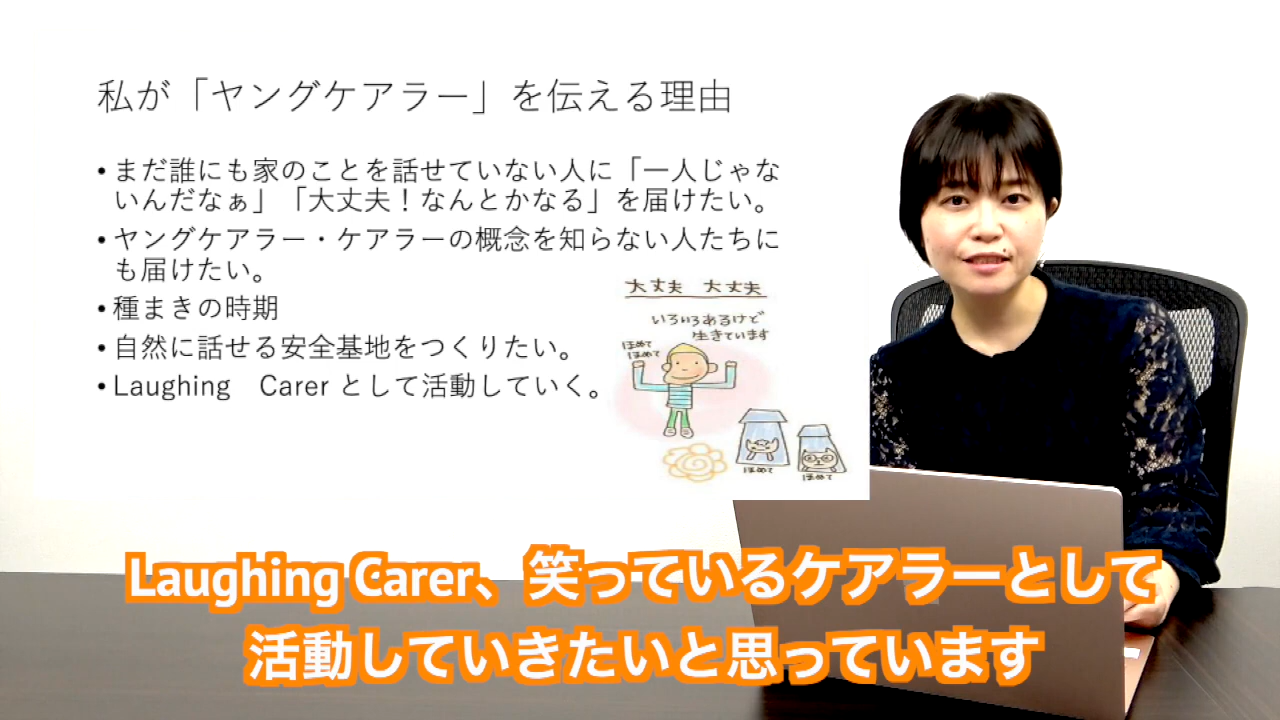 私が「ヤングケアラー」を伝える理由
• まだ誰にも家のことを話せていない人に「一人じゃな
いんだなぁ」「大丈夫！なんとかなる」を届けたい。
• ヤングケアラー・ケアラーの概念を知らない人たちに
も届けたい。
• 種まきの時期
• 自然に話せる安全基地をつくりたい。
• Laughing　Carer として活動していく。
大丈夫　大丈夫
いろいろあるけど
生きています
ほめて
ほめて
ほめて
ほめて
Laughing Carer、笑っているケアラーとして
活動していきたいと思っています